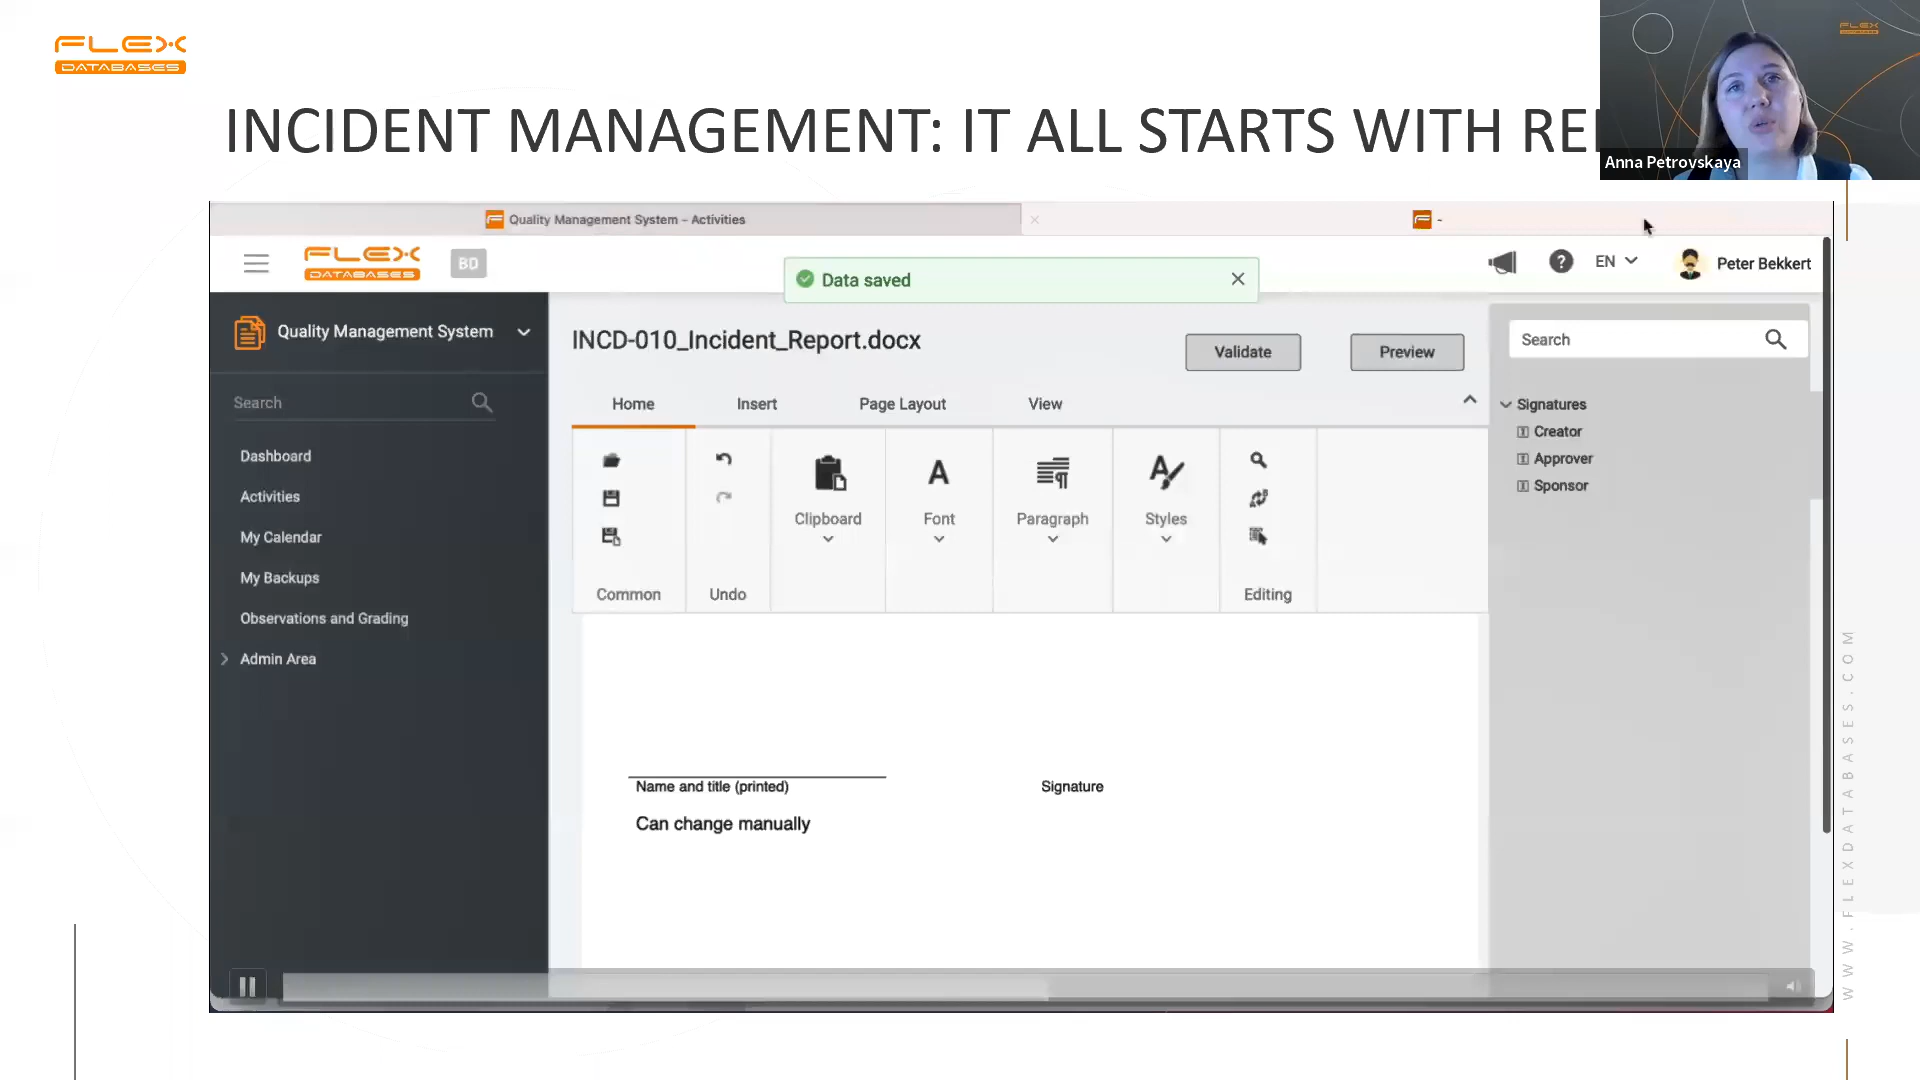 FLEX
DATABASES
INCIDENT MANAGEMENT: IT ALL STARTS WITH
FLEX
DATABASES
Anna Petrovskaya
Quality Management System - Activities
-
FLEX
DATABASES
BD
Data saved
EN
Peter Bekkert
Quality Management System
Search
Dashboard
Activities
My Calendar
My Backups
Observations and Grading
Admin Area
INCD-010_Incident_Report.docx
Validate
Preview
Home
Insert
Page Layout
View
Clipboard
Font
Paragraph
Styles
Common
Undo
Editing
Name and title (printed)
Signature
Can change manually
Search
Signatures
Creator
Approver
Sponsor
WWW.FLEXDATABASES.COM